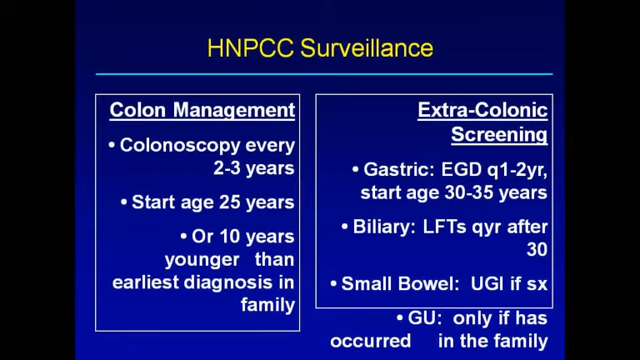 HNPCC Surveillance
Colon Management
• Colonoscopy every
2-3 years
• Start age 25 years
• Or 10 years
younger than
earliest diagnosis in
family
Extra-Colonic
Screening
• Gastric: EGD q1-2yr,
start age 30-35 years
• Biliary: LFTs qyr after
30
• Small Bowel: UGI if sx
• GU: only if has
occurred in the family